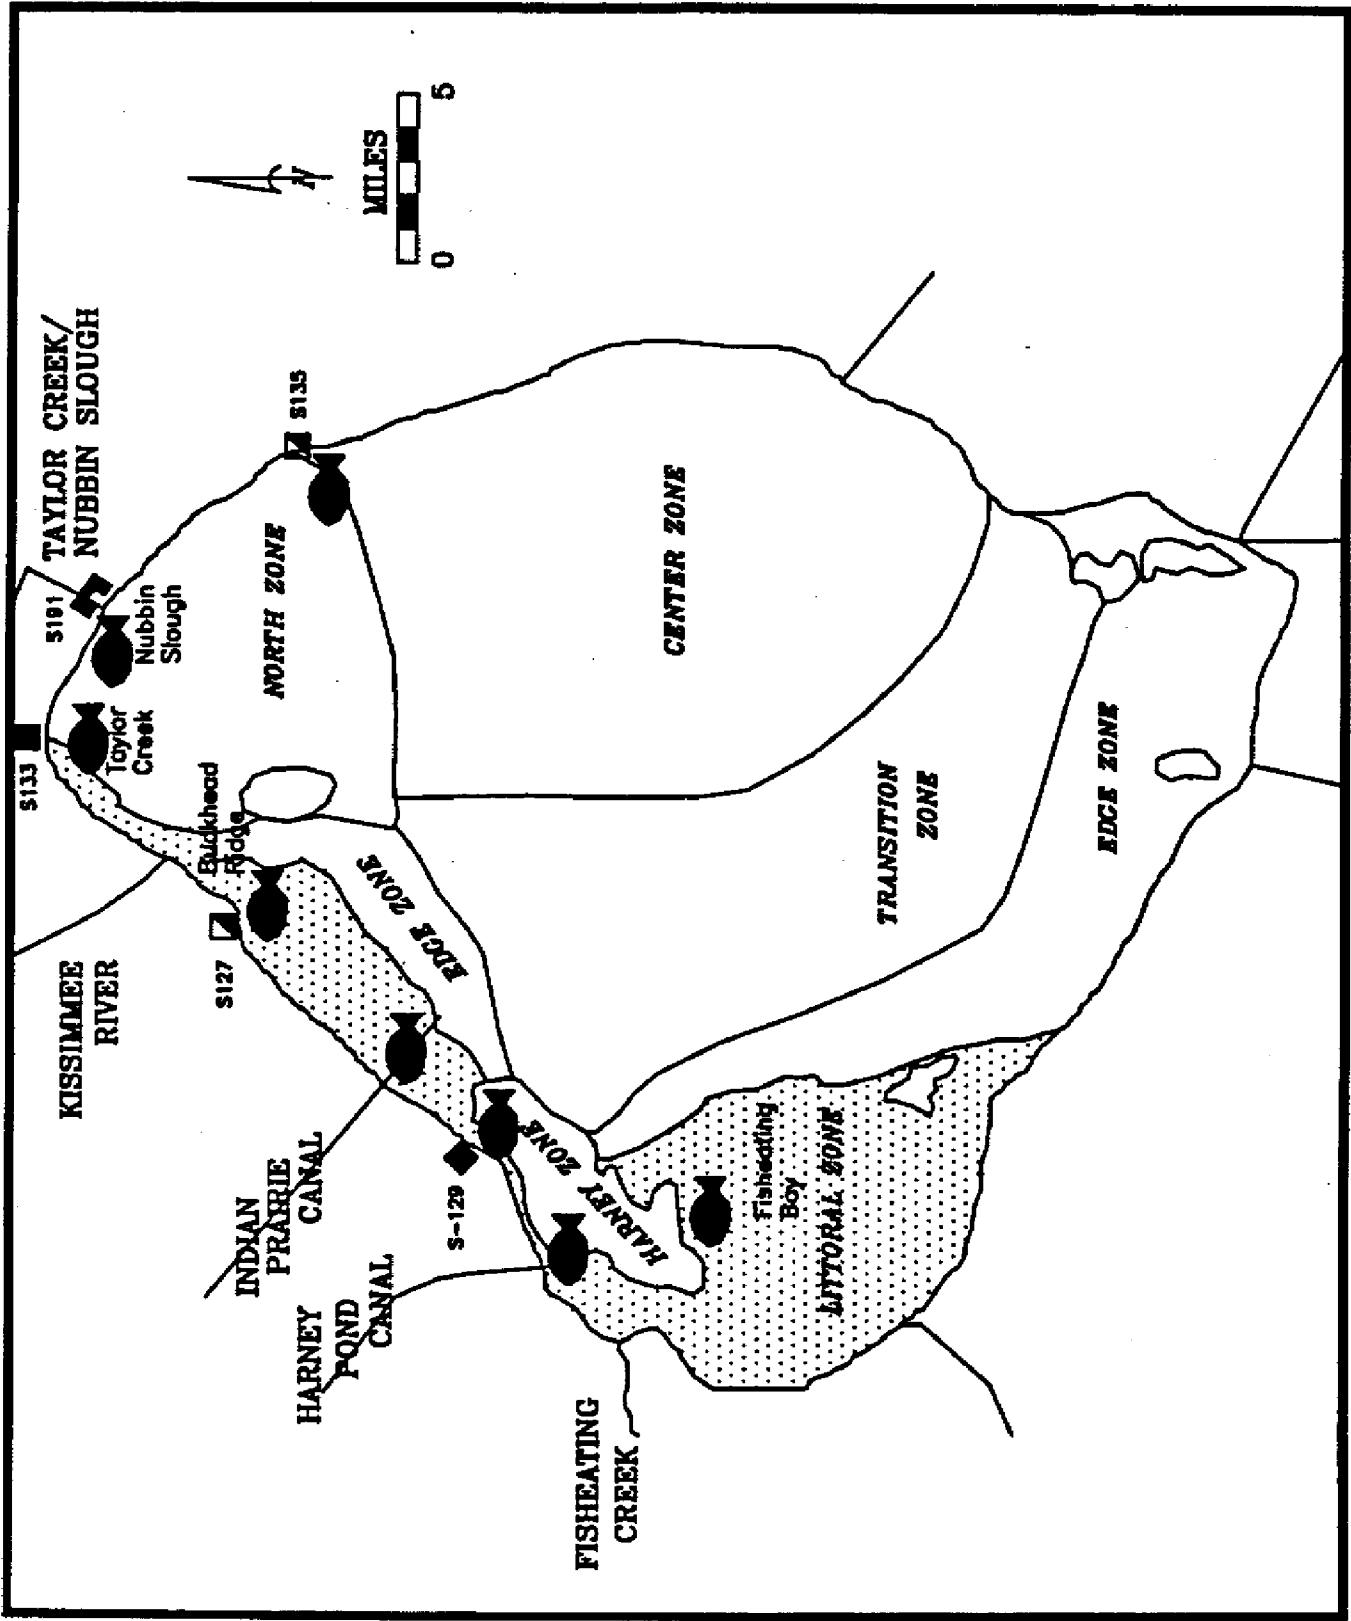 TAYLOR CREEK/
NUBBIN SLOUGH
S133
S191
Taylor
Creek
Nubbin
Slough
KISSIMMEE
RIVER
Buckhead
Ridge
S127
S135
N
MILES
0
5
NORTH ZONE
EDGE ZONE
INDIAN
PRAIRIE
CANAL
S-129
HARNEY
POND
CANAL
HARNEY ZONE
FISHEATING
CREEK
CENTER ZONE
Fisheating
Bay
LITTORAL ZONE
TRANSITION
ZONE
EDGE ZONE